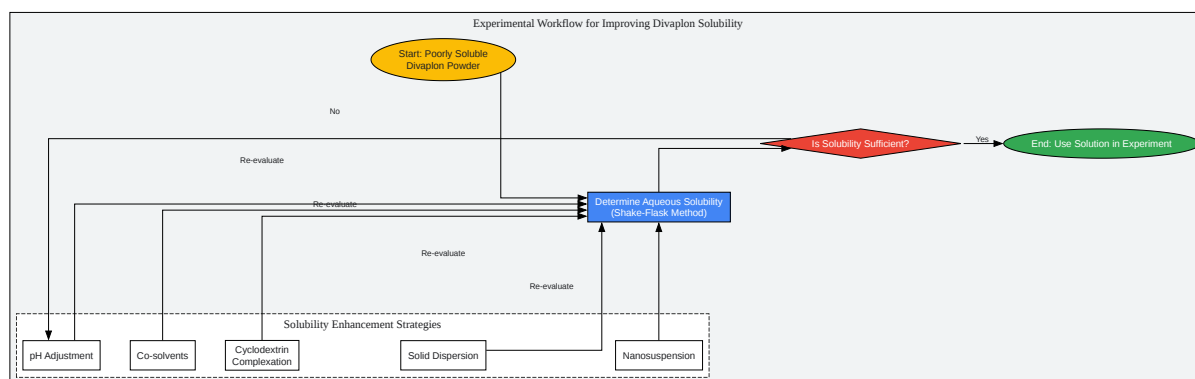 Experimental Workflow for Improving Divaplon Solubility
Start: Poorly Soluble
Divaplon Powder
No
Is Solubility Sufficient?
Yes
End: Use Solution in Experiment
Re-evaluate
Determine Aqueous Solubility
(Shake-Flask Method)
Re-evaluate
Re-evaluate
Re-evaluate
Solubility Enhancement Strategies
pH Adjustment
Co-solvents
Cyclodextrin
Complexation
Solid Dispersion
Nanosuspension